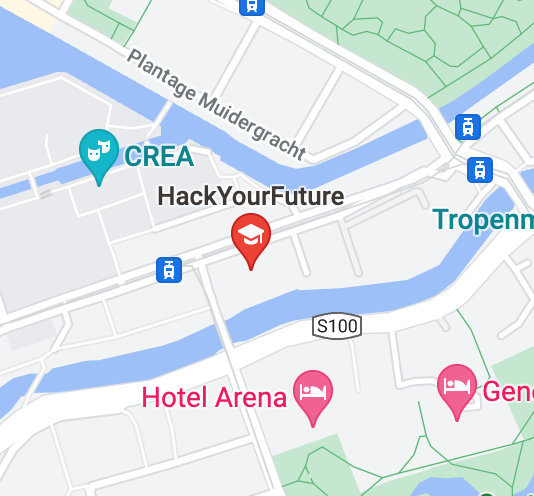 Plantage Muidergracht
CREA
HackYourFuture
Tropenm
S100
Hotel Arena
Gen